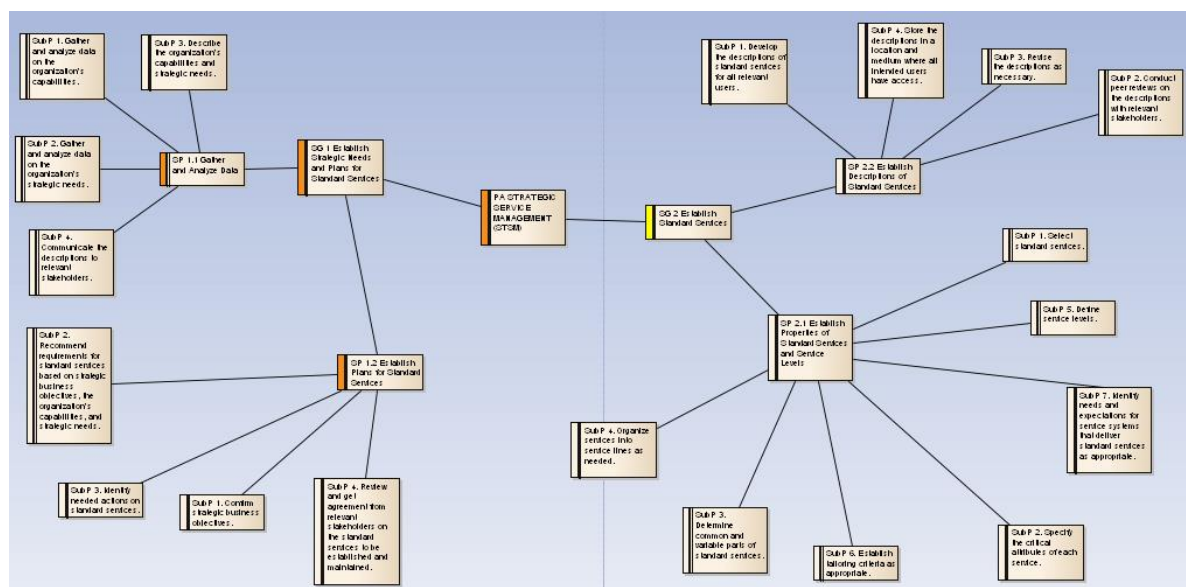 SubP 1. Gather
and analyze data
on the
organization's
capabilities.
SubP 3. Describe
the organization's
capabilities and
strategic needs.
SubP 2. Gather
and analyze data
on the
organization's
strategic needs.
SP 1.1 Gather
and Analyze Data
SubP 4.
Communicate the
descriptions to
relevant
stakeholders.
SG 1 Establish
Strategic Needs
and Plans for
Standard Services
PA STRATEGIC
SERVICE
MANAGEMENT
(STSM)
SubP 2.
Recommend
requirements for
standard services
based on strategic
business
objectives, the
organization's
capabilities, and
strategic needs.
SP 1.2 Establish
Plans for Standard
Services
SubP 3. Identify
needed actions on
standard services.
SubP 1. Confirm
strategic business
objectives.
SubP 4. Review
and get
agreement from
relevant
stakeholders on
the standard
services to be
established and
maintained.
SubP 1. Develop
the descriptions of
standard services
for all relevant
users.
SubP 4. Store the
descriptions in a
location and
medium where all
intended users
have access.
SubP 3. Revise
the descriptions as
necessary.
SubP 2. Conduct
peer reviews on
the descriptions
with relevant
stakeholders.
SP 2.2 Establish
Descriptions of
Standard Services
SG 2 Establish
Standard Services
SubP 1. Select
standard services.
SubP 5. Define
service levels.
SP 2.1 Establish
Properties of
Standard Services
and Service
Levels
SubP 7. Identify
needs and
expectations for
service systems
that deliver
standard services
as appropriate.
SubP 4. Organize
services into
service lines as
needed.
SubP 3.
Determine
common and
variable parts of
standard services.
SubP 6. Establish
tailoring criteria as
appropriate.
SubP 2. Specify
the critical
attributes of each
service.